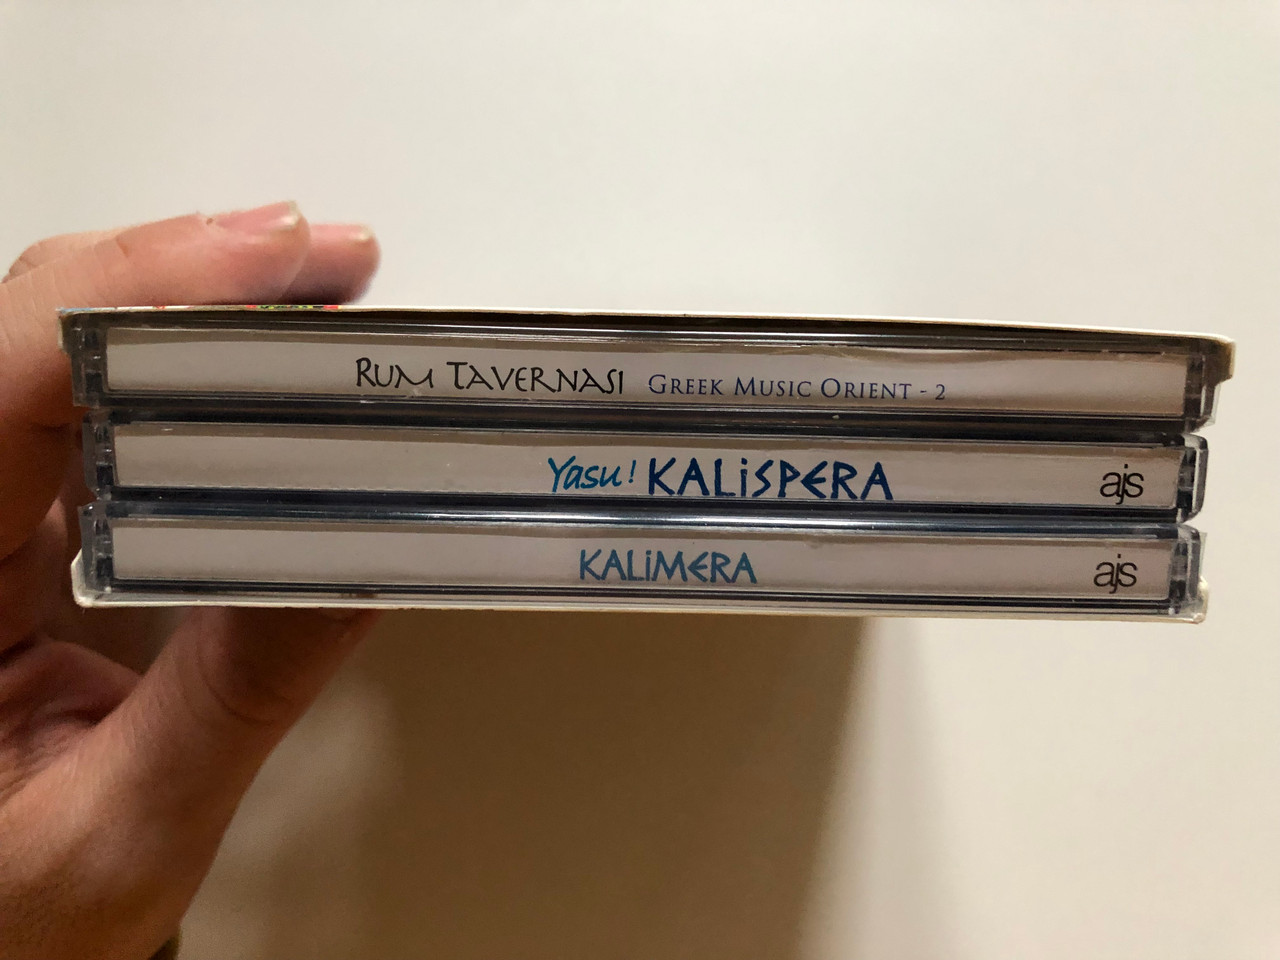 RUM TAVERNASI GREEK MUSIC ORIENT - 2
Yasu! KALiSPERA ajs
KALiMERA ajs